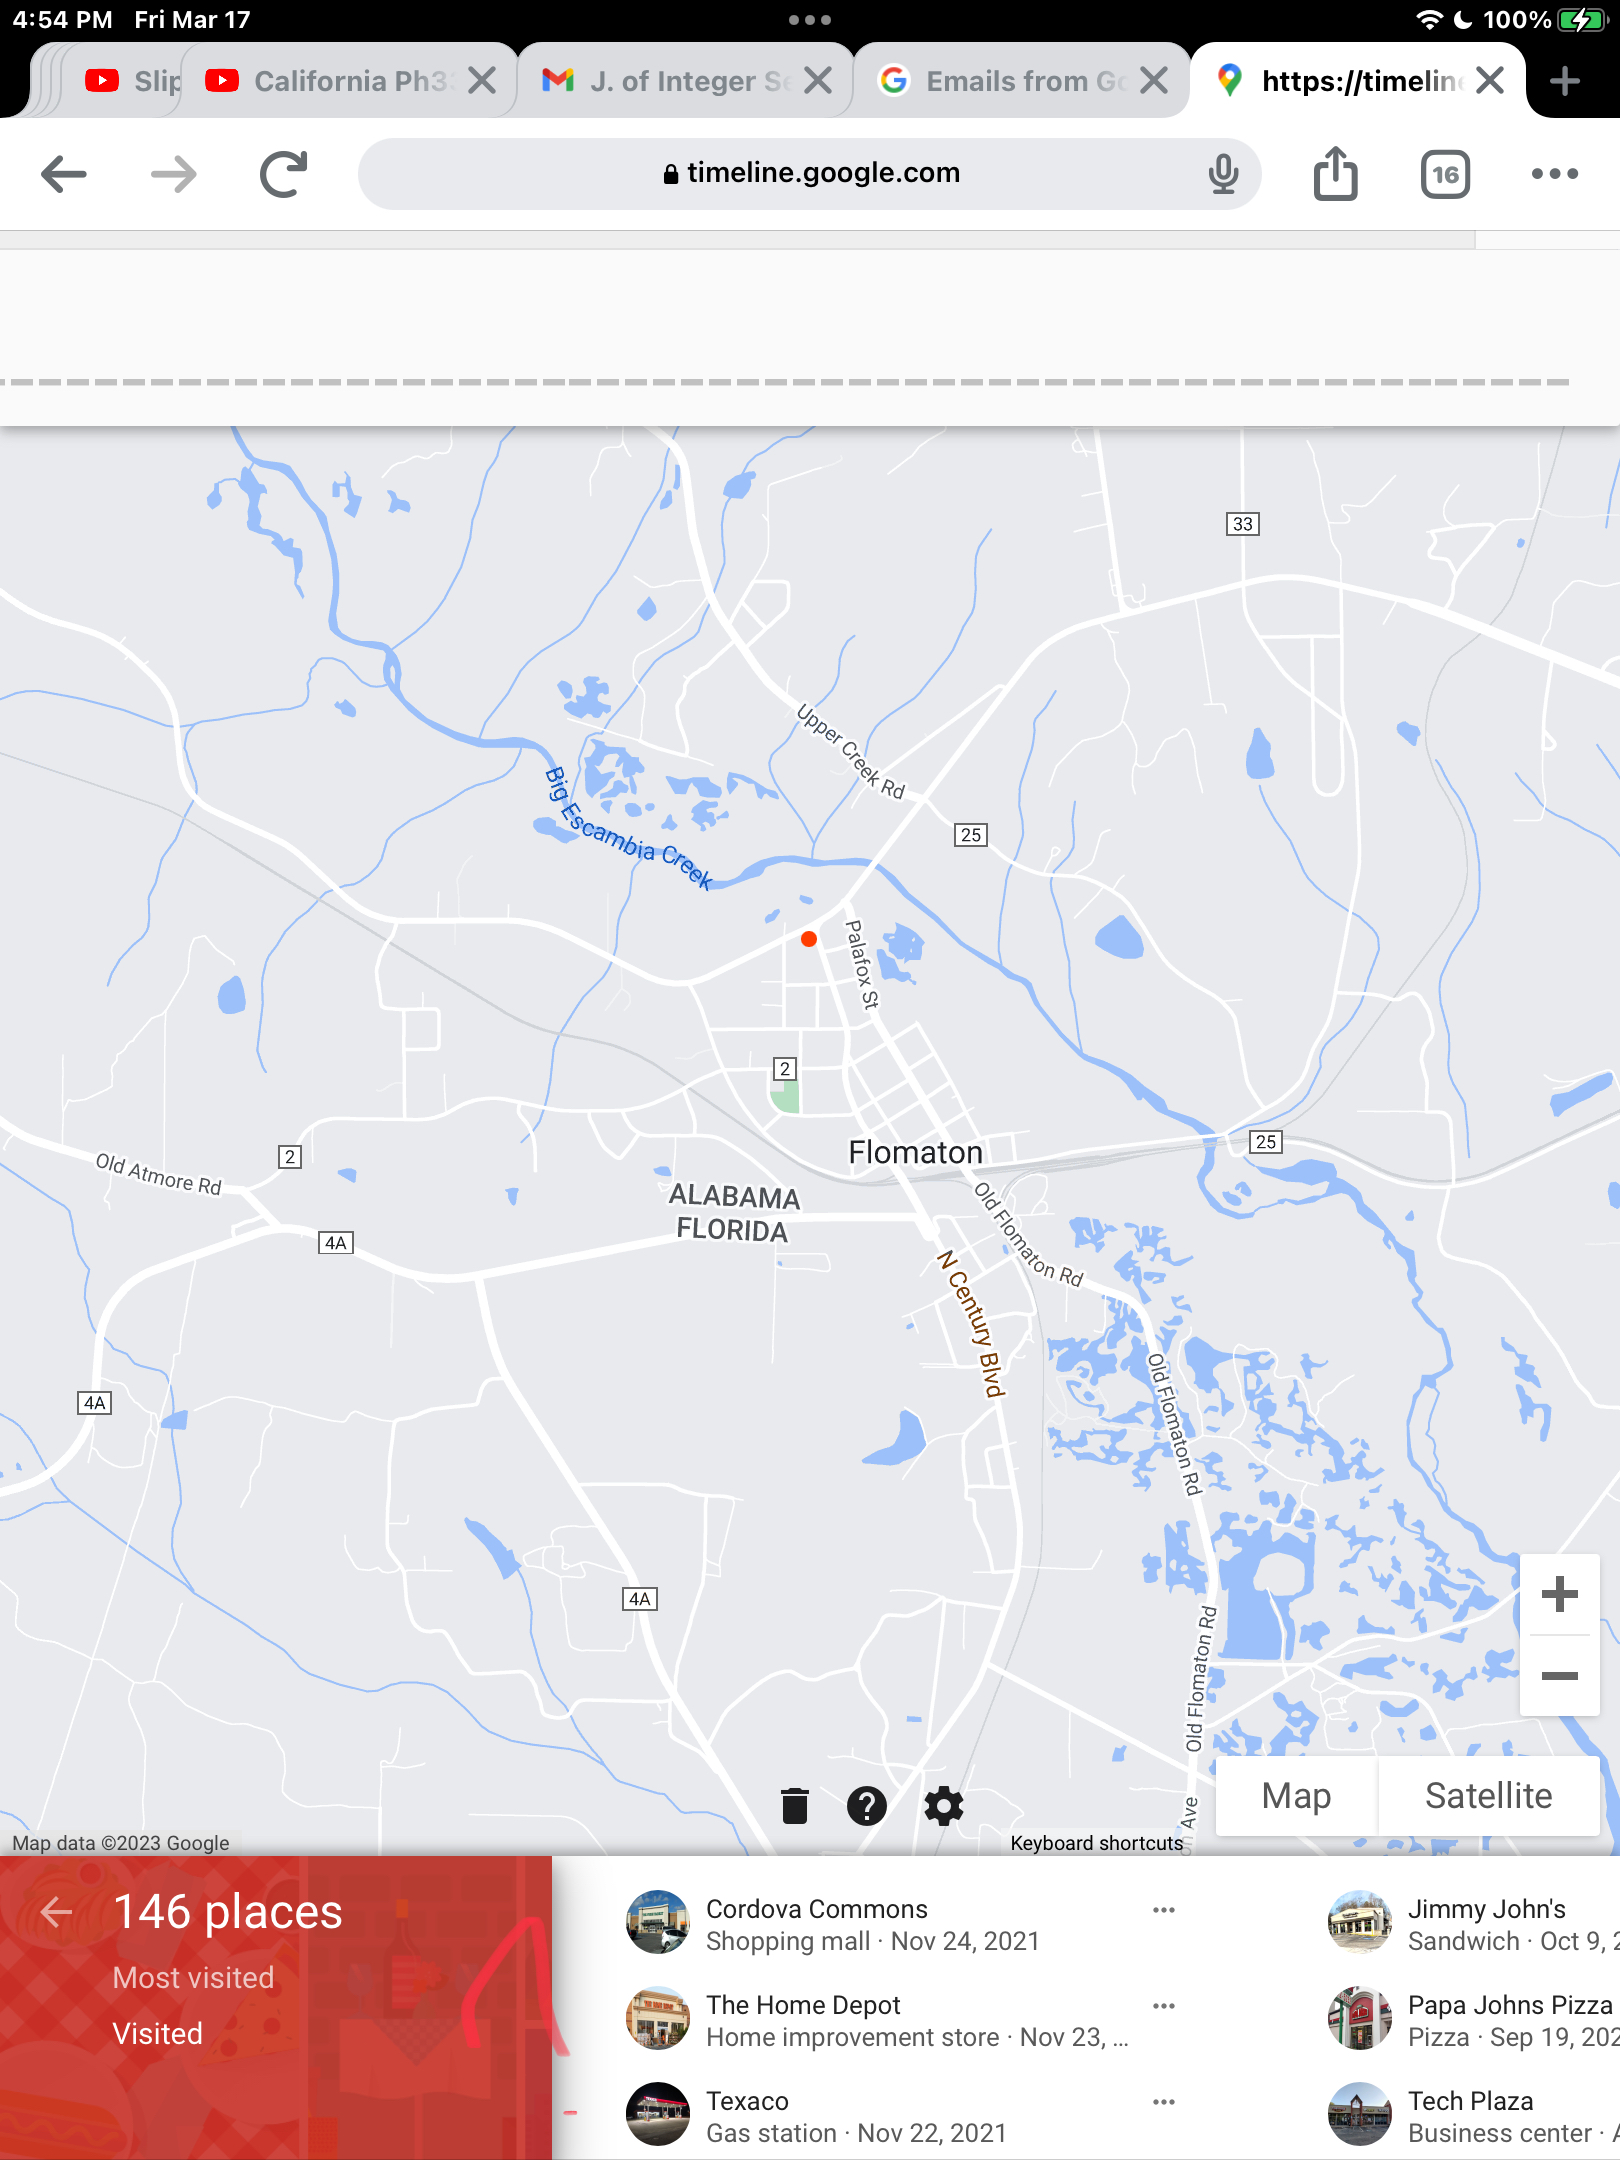 4:54 PM Fri Mar 17
100%
Slip
California Ph33
J. of Integer Se
Emails from Go
https://timeline
timeline.google.com
16
33
Upper Creek Rd
Big Escambia Creek
25
Palafox St
2
Flomaton
25
2
Old Atmore Rd
ALABAMA
FLORIDA
Old Flomaton Rd
4A
N Century Blvd
Old Flomaton Rd
4A
4A
Old Flomaton Rd
Map
Satellite
Ave
Map data ©2023 Google
Keyboard shortcuts
146 places
Most visited
Visited
Cordova Commons
Shopping mall · Nov 24, 2021
The Home Depot
Home improvement store · Nov 23, ...
Texaco
Gas station · Nov 22, 2021
Jimmy John's
Sandwich · Oct 9, 2
Papa Johns Pizza
Pizza · Sep 19, 202
Tech Plaza
Business center · A